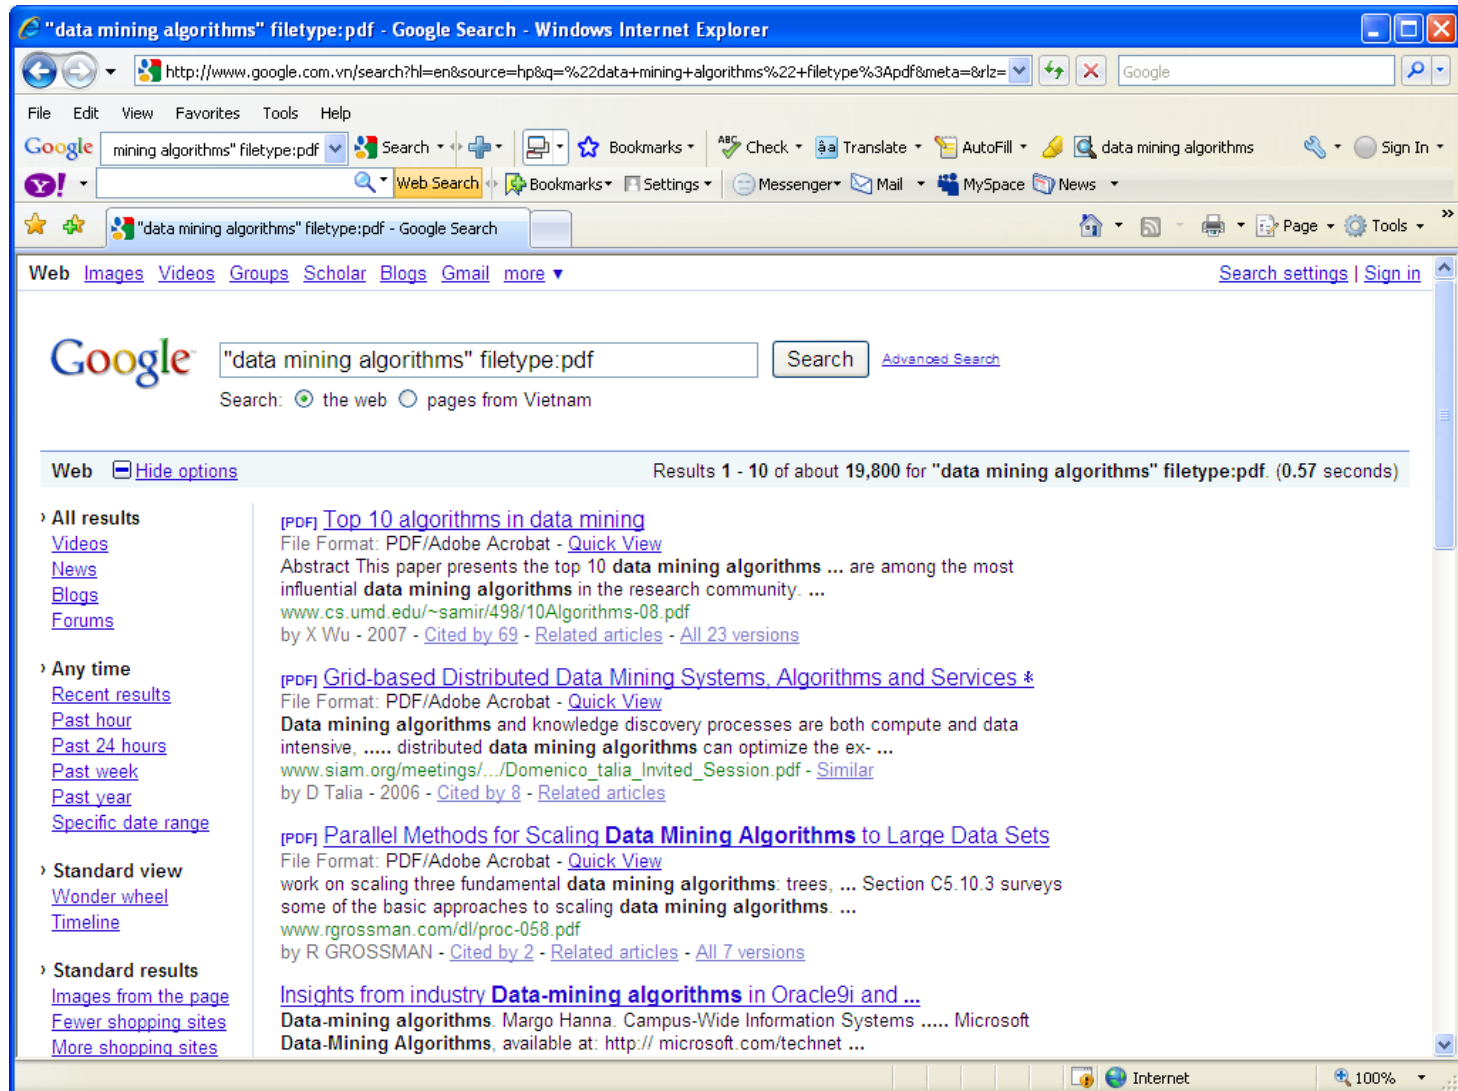 "data mining algorithms" filetype:pdf - Google Search - Windows Internet Explorer
http://www.google.com.vn/search?hl=en&source=hp&q=%22data+mining+algorithms%22+filetype%3Apdf&meta=&rlz= Google
File Edit View Favorites Tools Help
Google mining algorithms" filetype:pdf Search Bookmarks ABC Check âa Translate AutoFill data mining algorithms Sign In
Y! Web Search Bookmarks Settings Messenger Mail MySpace News
"data mining algorithms" filetype:pdf - Google Search Page Tools »
Web Images Videos Groups Scholar Blogs Gmail more ▼ Search settings | Sign in
Google "data mining algorithms" filetype:pdf Search Advanced Search
Search: the web pages from Vietnam
Web Hide options Results 1 - 10 of about 19,800 for "data mining algorithms" filetype:pdf. (0.57 seconds)
› All results
Videos
News
Blogs
Forums
› Any time
Recent results
Past hour
Past 24 hours
Past week
Past year
Specific date range
› Standard view
Wonder wheel
Timeline
› Standard results
Images from the page
Fewer shopping sites
More shopping sites
[PDF] Top 10 algorithms in data mining
File Format: PDF/Adobe Acrobat - Quick View
Abstract This paper presents the top 10 data mining algorithms ... are among the most
influential data mining algorithms in the research community. ...
www.cs.umd.edu/~samir/498/10Algorithms-08.pdf
by X Wu - 2007 - Cited by 69 - Related articles - All 23 versions
[PDF] Grid-based Distributed Data Mining Systems, Algorithms and Services *
File Format: PDF/Adobe Acrobat - Quick View
Data mining algorithms and knowledge discovery processes are both compute and data
intensive, ..... distributed data mining algorithms can optimize the ex- ...
www.siam.org/meetings/.../Domenico_talia_Invited_Session.pdf - Similar
by D Talia - 2006 - Cited by 8 - Related articles
[PDF] Parallel Methods for Scaling Data Mining Algorithms to Large Data Sets
File Format: PDF/Adobe Acrobat - Quick View
work on scaling three fundamental data mining algorithms: trees, ... Section C5.10.3 surveys
some of the basic approaches to scaling data mining algorithms. ...
www.rgrossman.com/dl/proc-058.pdf
by R GROSSMAN - Cited by 2 - Related articles - All 7 versions
Insights from industry Data-mining algorithms in Oracle9i and ...
Data-mining algorithms. Margo Hanna. Campus-Wide Information Systems ..... Microsoft
Data-Mining Algorithms, available at: http:// microsoft.com/technet ...
Internet 100%